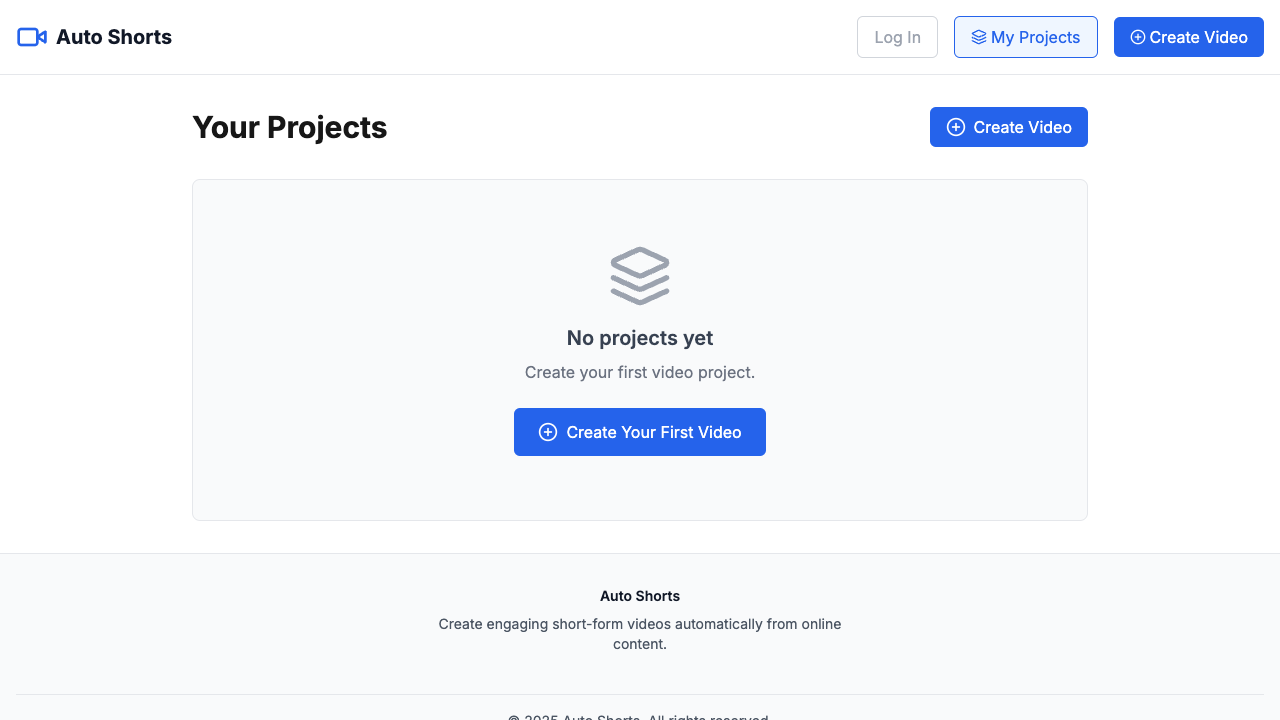 Auto Shorts
Log In
My Projects
Create Video
Your Projects
Create Video
No projects yet
Create your first video project.
Create Your First Video
Auto Shorts
Create engaging short-form videos automatically from online
content.
© 2025 Auto Shorts. All rights reserved.